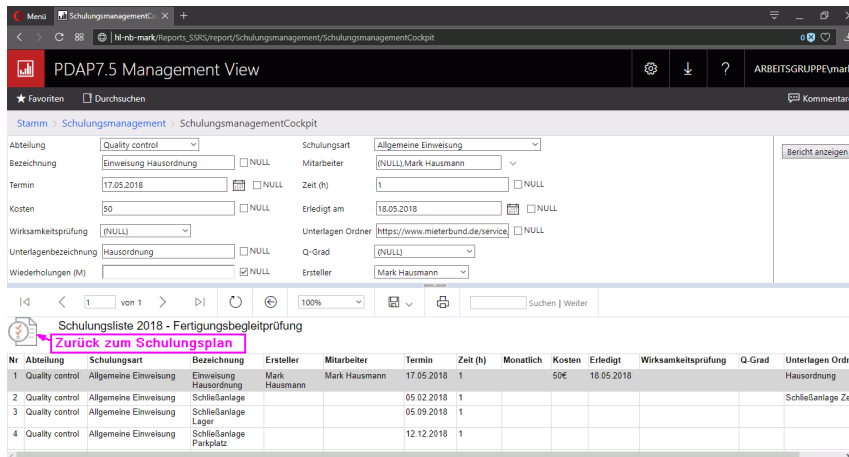 Menü SchulungsmanagementCo
hl-nb-mark/Reports_SSRS/report/Schulungsmanagement/SchulungsmanagementCockpit
PDAP7.5 Management View ? ARBEITSGRUPPE\mark
Favoriten Durchsuchen Kommentare
Stamm > Schulungsmanagement > SchulungsmanagementCockpit
Abteilung Quality control Schulungsart Allgemeine Einweisung Bericht anzeigen
Bezeichnung Einweisung Hausordnung NULL Mitarbeiter (NULL),Mark Hausmann
Termin 17.05.2018 NULL Zeit (h) 1 NULL
Kosten 50 NULL Erledigt am 18.05.2018 NULL
Wirksamkeitsprüfung (NULL) Unterlagen Ordner https://www.mieterbund.de/service, NULL
Unterlagenbezeichnung Hausordnung NULL Q-Grad (NULL)
Wiederholungen (M) NULL Ersteller Mark Hausmann
1 von 1 100% Suchen | Weiter
Schulungsliste 2018 - Fertigungsbegleitprüfung
Zurück zum Schulungsplan
Nr Abteilung Schulungsart Bezeichnung Ersteller Mitarbeiter Termin Zeit (h) Monatlich Kosten Erledigt Wirksamkeitsprüfung Q-Grad Unterlagen Ordn
1 Quality control Allgemeine Einweisung Einweisung Hausordnung Mark Hausmann Mark Hausmann 17.05.2018 1 50€ 18.05.2018 Hausordnung
2 Quality control Allgemeine Einweisung Schließanlage 05.02.2018 1 Schließanlage Ze
3 Quality control Allgemeine Einweisung Schließanlage Lager 05.09.2018 1
4 Quality control Allgemeine Einweisung Schließanlage Parkplatz 12.12.2018 1